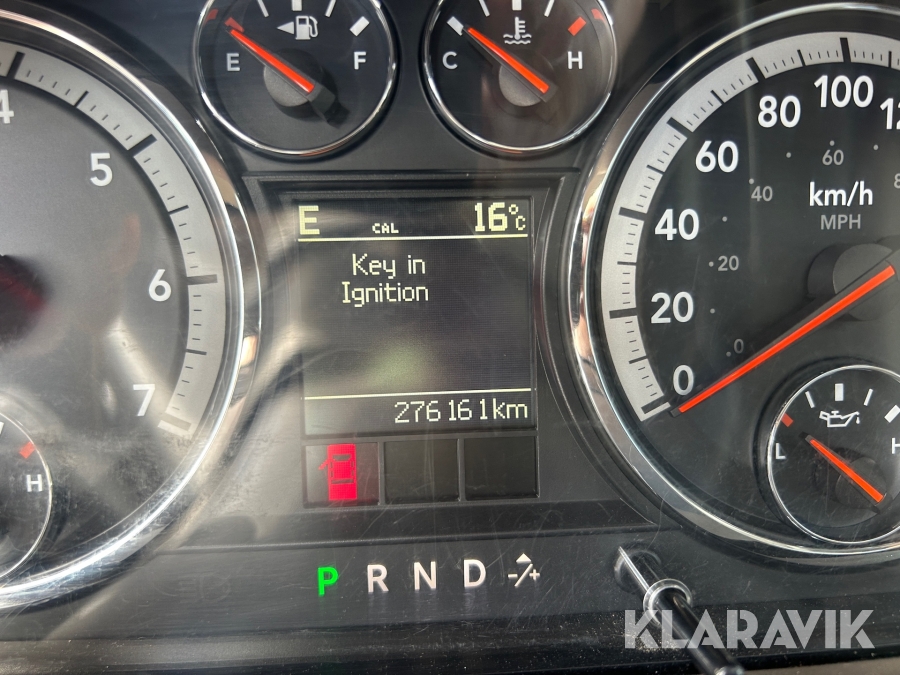 E F
C H
4
5
6
7
H
E CAL 16°C
Key in
Ignition
276161km
P R N D -/+
0 20 40 60 80 100
0 20 40 60
km/h
MPH
L H
KLARAVIK